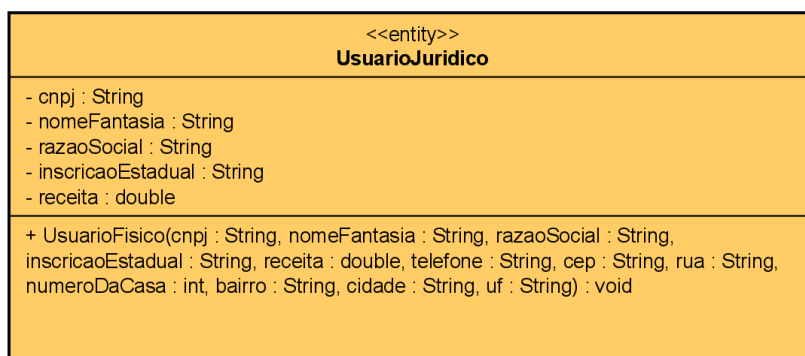 <<entity>>
UsuarioJuridico
- cnpj : String
- nomeFantasia : String
- razaoSocial : String
- inscricaoEstadual : String
- receita : double
+ UsuarioFisico(cnpj : String, nomeFantasia : String, razaoSocial : String,
inscricaoEstadual : String, receita : double, telefone : String, cep : String, rua : String,
numeroDaCasa : int, bairro : String, cidade : String, uf : String) : void